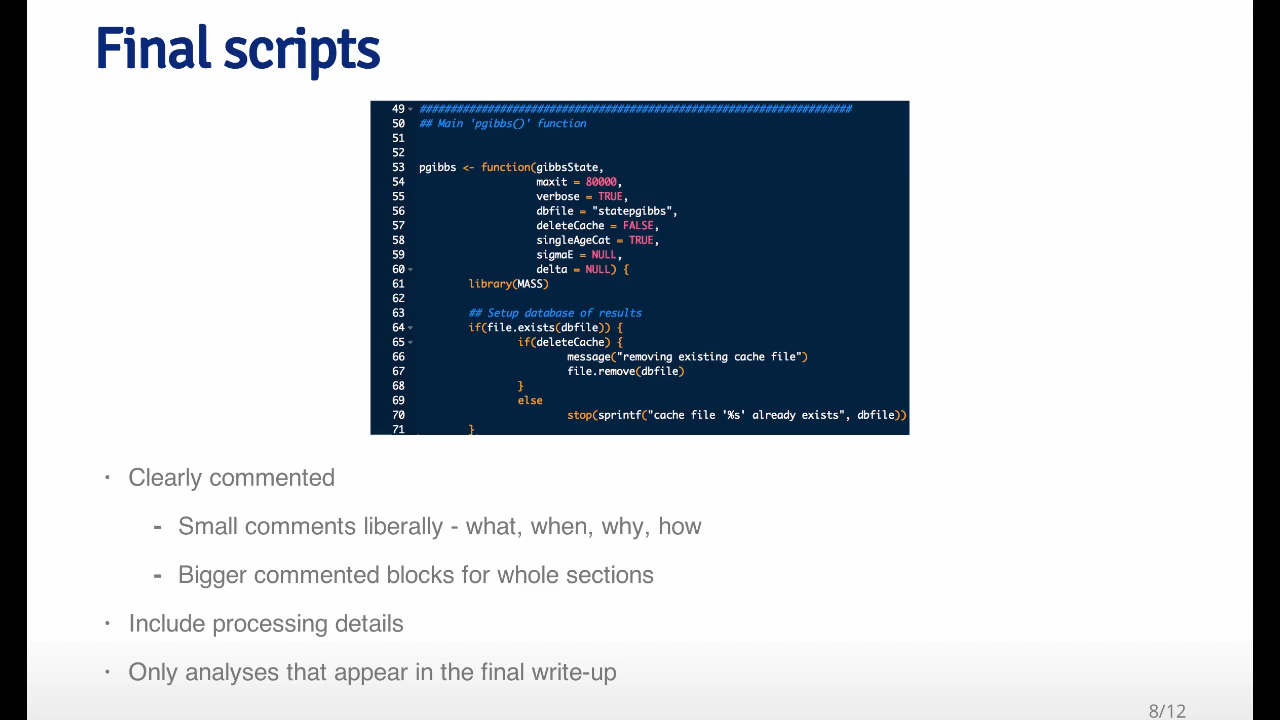 Final scripts
49 ######################################################################
50 ## Main 'pgibbs()' function
51
52
53 pgibbs <- function(gibbsState,
54 maxit = 80000,
55 verbose = TRUE,
56 dbfile = "statepgibbs",
57 deleteCache = FALSE,
58 singleAgeCat = TRUE,
59 sigmaE = NULL,
60 delta = NULL) {
61 library(MASS)
62
63 ## Setup database of results
64 if(file.exists(dbfile)) {
65 if(deleteCache) {
66 message("removing existing cache file")
67 file.remove(dbfile)
68 }
69 else
70 stop(sprintf("cache file '%s' already exists", dbfile))
71 }
· Clearly commented
- Small comments liberally - what, when, why, how
- Bigger commented blocks for whole sections
· Include processing details
· Only analyses that appear in the final write-up
8/12